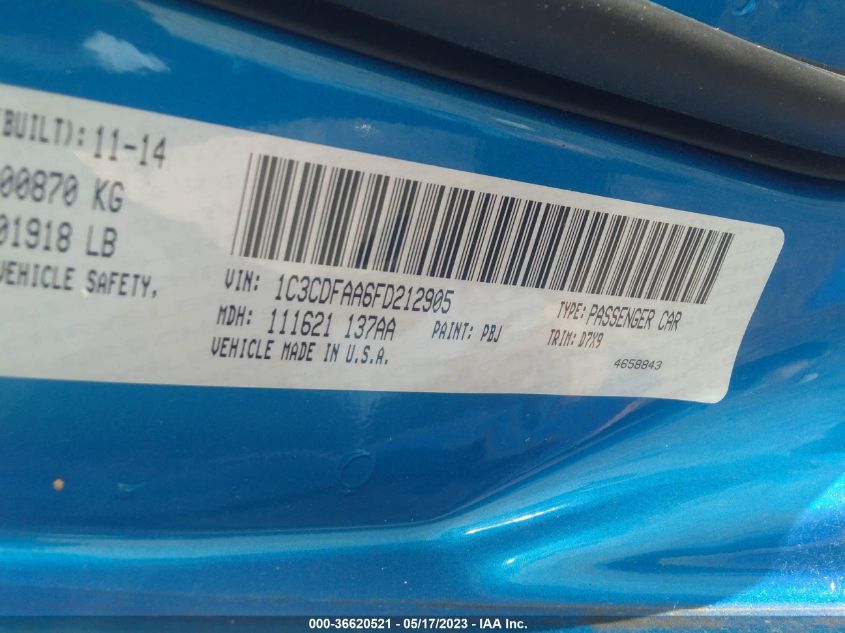 BUILT): 11-14
00870 KG
01918 LB
VEHICLE SAFETY,
VIN: 1C3CDFAA6FD212905
TYPE: PASSENGER CAR
MDH: 111621 137AA PAINT: PBJ TRIM: D7X9
VEHICLE MADE IN U.S.A.
4658843
000-36620521 - 05/17/2023 - IAA Inc.